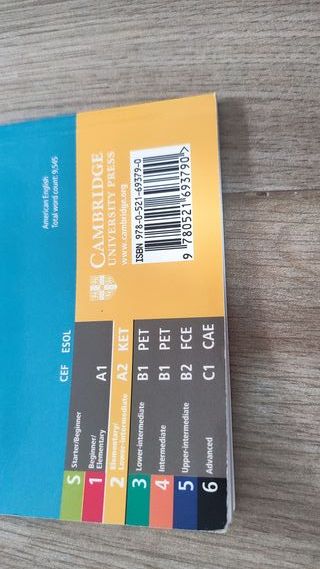 American English
Total word count: 9,545
CAMBRIDGE
UNIVERSITY PRESS
www.cambridge.org
ISBN 978-0-521-69379-0
9 780521 693790>
CEF ESOL
S Starter/Beginner
1 Beginner/
Elementary A1
2 Elementary/
Lower-intermediate A2 KET
3 Lower-intermediate B1 PET
4 Intermediate B1 PET
5 Upper-intermediate B2 FCE
6 Advanced C1 CAE